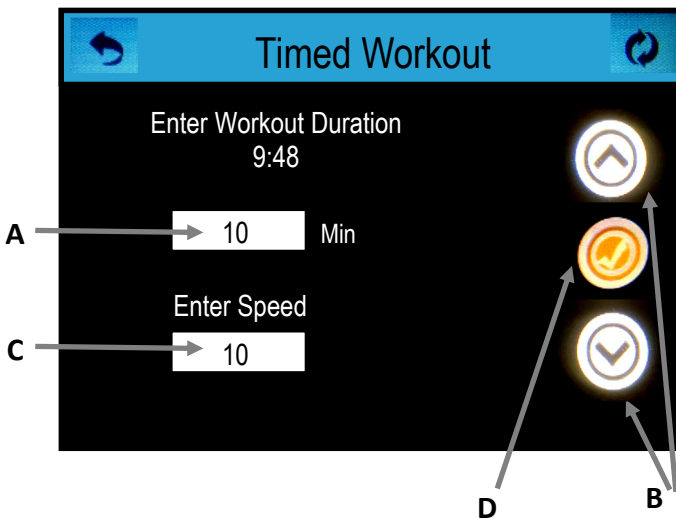 Timed Workout
Enter Workout Duration
9:48
A
10 Min
Enter Speed
C
10
D
B